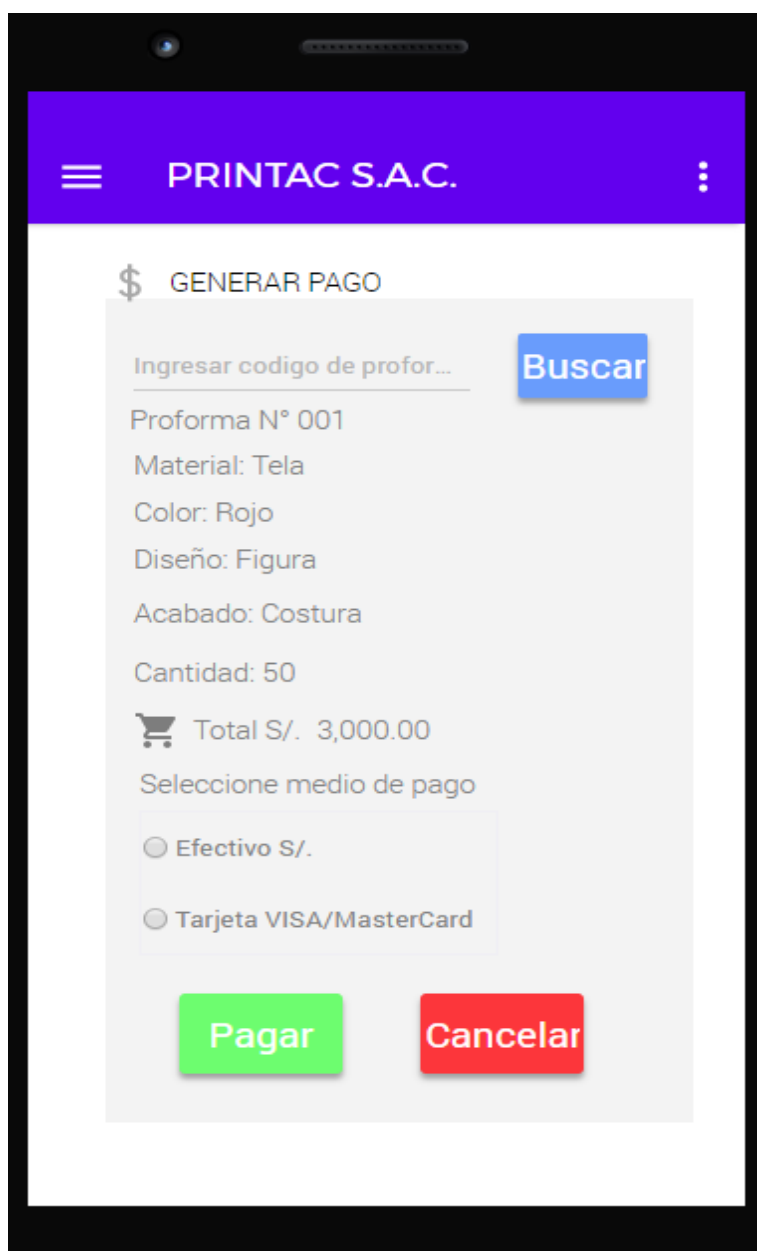 PRINTAC S.A.C.
$ GENERAR PAGO
Ingresar codigo de profor... Buscar
Proforma N° 001
Material: Tela
Color: Rojo
Diseño: Figura
Acabado: Costura
Cantidad: 50
Total S/. 3,000.00
Seleccione medio de pago
Efectivo S/.
Tarjeta VISA/MasterCard
Pagar Cancelar